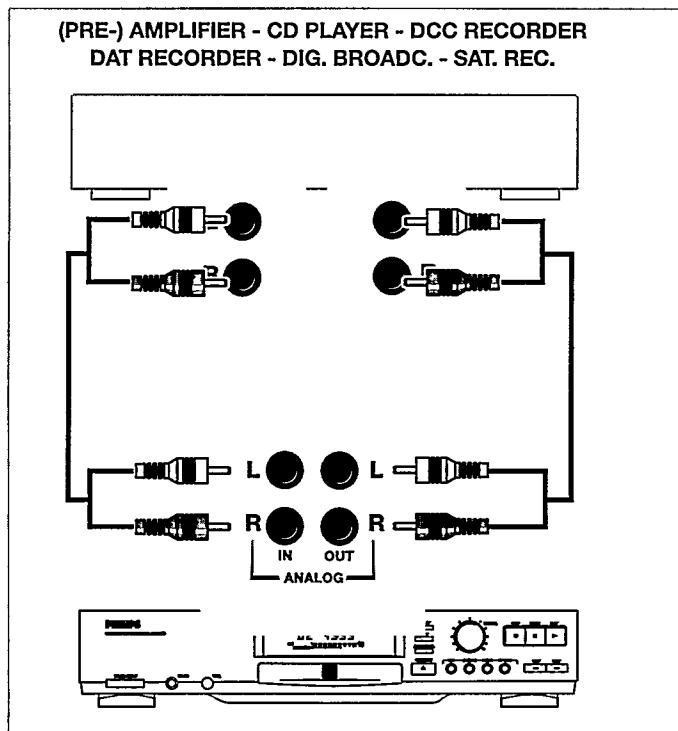 (PRE-) AMPLIFIER - CD PLAYER - DCC RECORDER
DAT RECORDER - DIG. BROADC. - SAT. REC.
L L
R R
IN OUT
ANALOG
PHILIPS